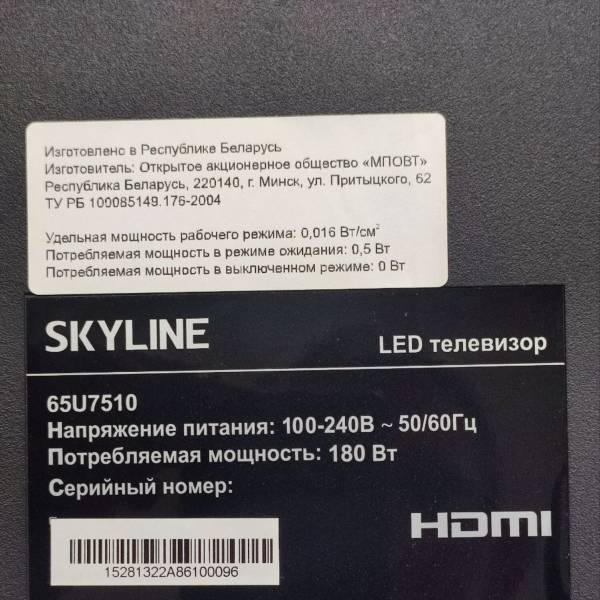 Изготовлено в Республике Беларусь
Изготовитель: Открытое акционерное общество «МПОВТ»
Республика Беларусь, 220140, г. Минск, ул. Притыцкого, 62
ТУ РБ 100085149.176-2004
Удельная мощность рабочего режима: 0,016 Вт/см²
Потребляемая мощность в режиме ожидания: 0,5 Вт
Потребляемая мощность в выключенном режиме: 0 Вт
SKYLINE
LED телевизор
65U7510
Напряжение питания: 100-240В ~ 50/60Гц
Потребляемая мощность: 180 Вт
Серийный номер:
HDMI
15281322A86100096